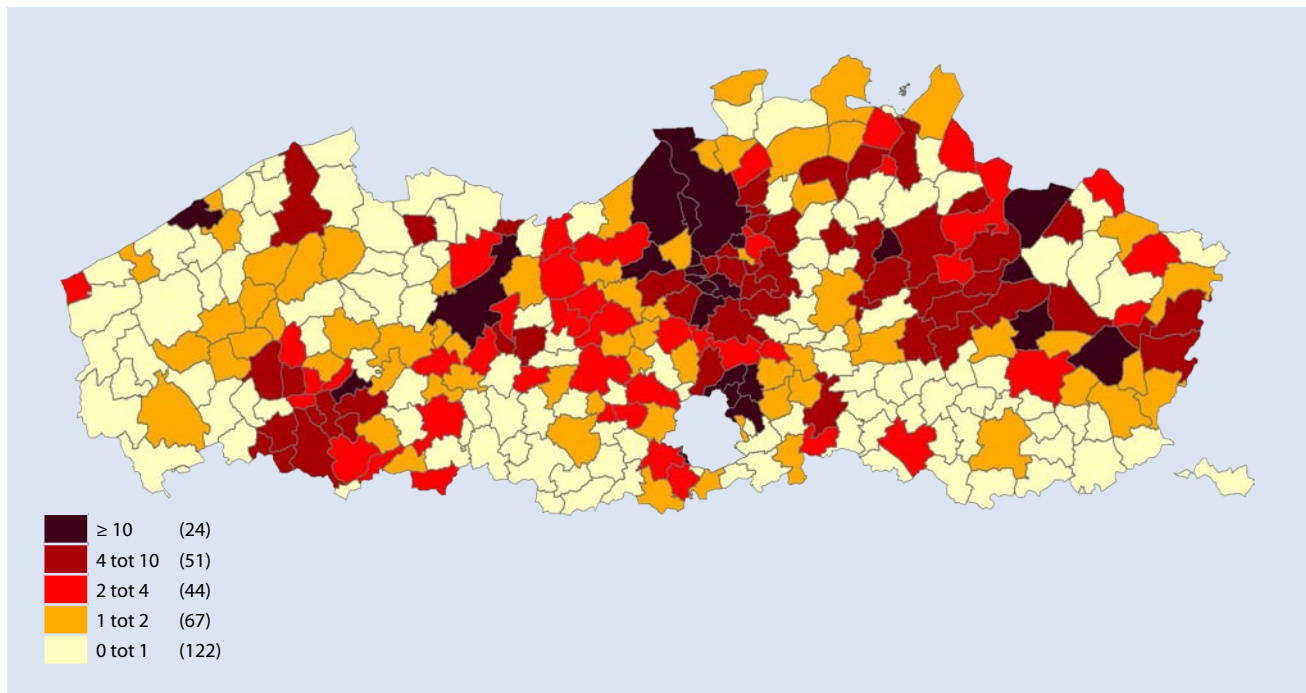 ≥ 10 (24)
4 tot 10 (51)
2 tot 4 (44)
1 tot 2 (67)
0 tot 1 (122)